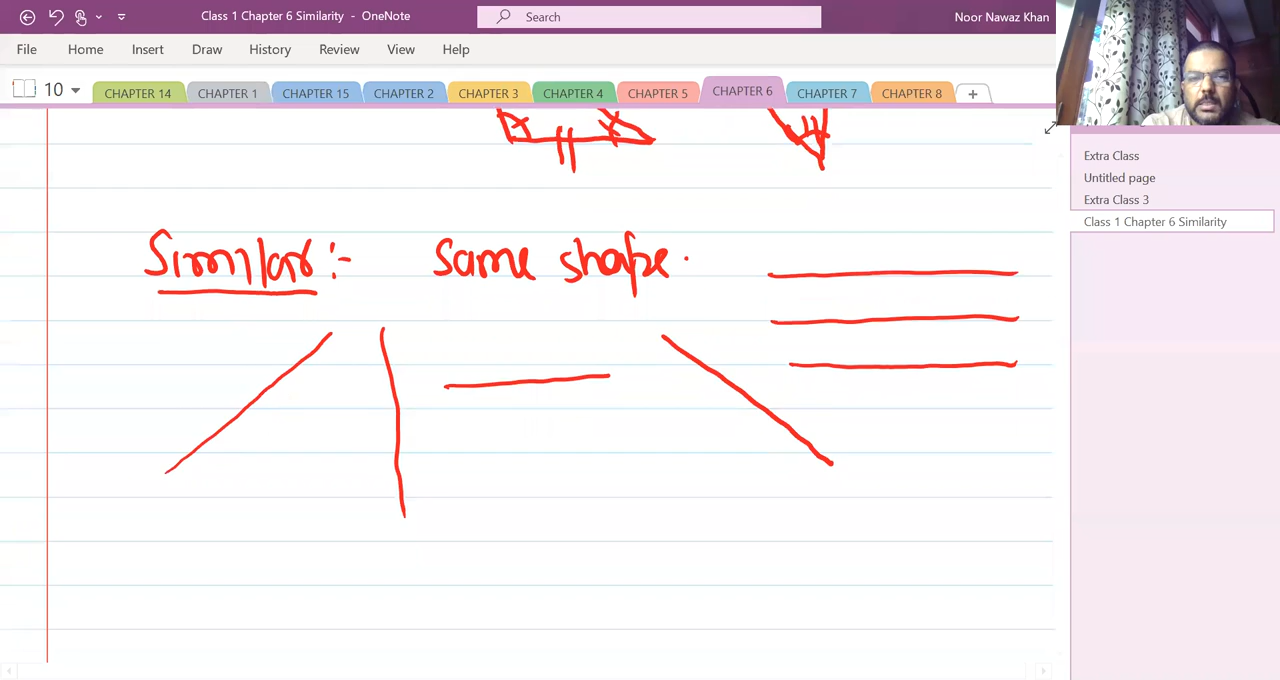 Class 1 Chapter 6 Similarity - OneNote
Search
Noor Nawaz Khan
File Home Insert Draw History Review View Help
10 CHAPTER 14 CHAPTER 1 CHAPTER 15 CHAPTER 2 CHAPTER 3 CHAPTER 4 CHAPTER 5 CHAPTER 6 CHAPTER 7 CHAPTER 8 +
Extra Class
Untitled page
Extra Class 3
Class 1 Chapter 6 Similarity
Similar :- Same shape.